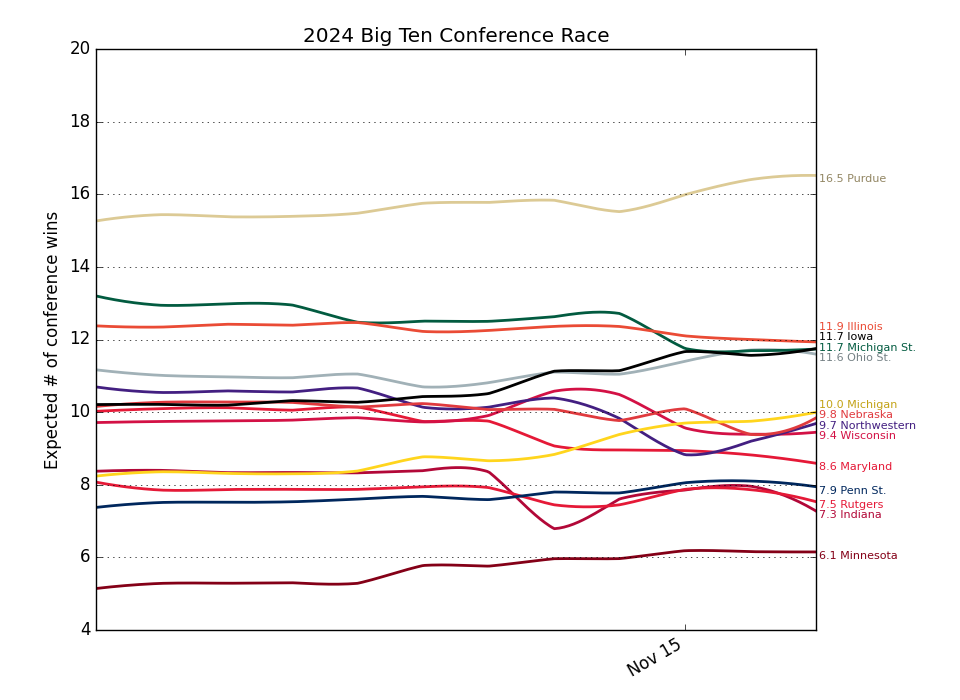 2024 Big Ten Conference Race
Expected # of conference wins
20
18
16
14
12
10
8
6
4
16.5 Purdue
11.9 Illinois
11.7 Iowa
11.7 Michigan St.
11.6 Ohio St.
10.0 Michigan
9.8 Nebraska
9.7 Northwestern
9.4 Wisconsin
8.6 Maryland
7.9 Penn St.
7.5 Rutgers
7.3 Indiana
6.1 Minnesota
Nov 15